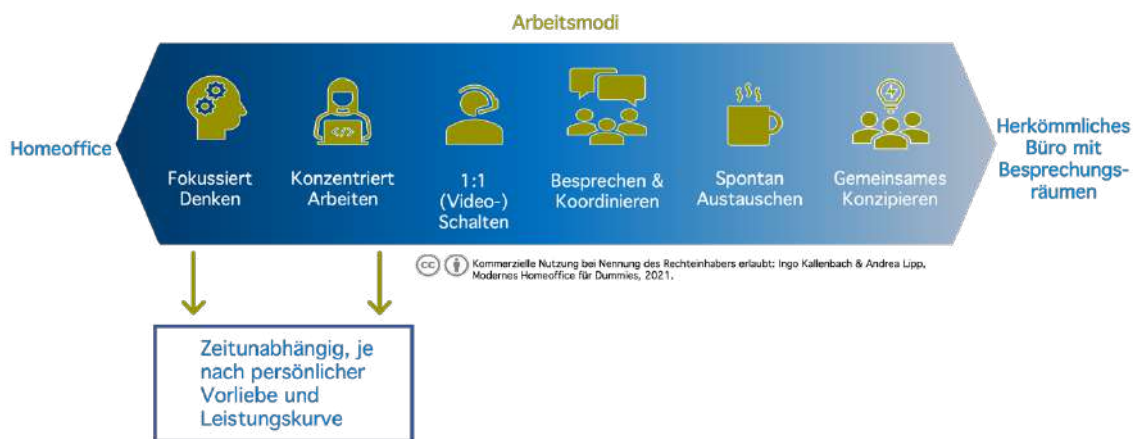 Arbeitsmodi
Homeoffice
</>
Fokussiert
Denken
Konzentriert
Arbeiten
1:1
(Video-)
Schalten
Besprechen &
Koordinieren
Spontan
Austauschen
Gemeinsames
Konzipieren
Herkömmliches
Büro mit
Besprechungs-
räumen
cc
Kommerzielle Nutzung bei Nennung des Rechteinhabers erlaubt: Ingo Kallenbach & Andrea Lipp,
Modernes Homeoffice für Dummies, 2021.
Zeitunabhängig, je
nach persönlicher
Vorliebe und
Leistungskurve